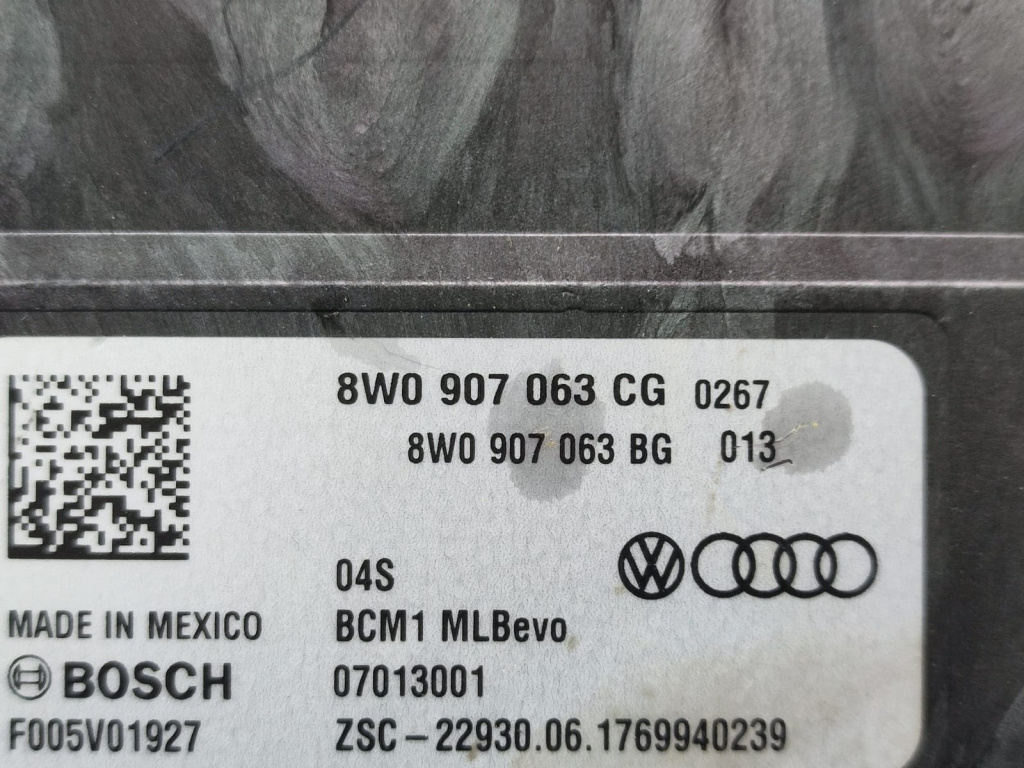 8W0 907 063 CG 0267
8W0 907 063 BG 013
04S
MADE IN MEXICO
BCM1 MLBevo
BOSCH
07013001
F005V01927
ZSC-22930.06.1769940239